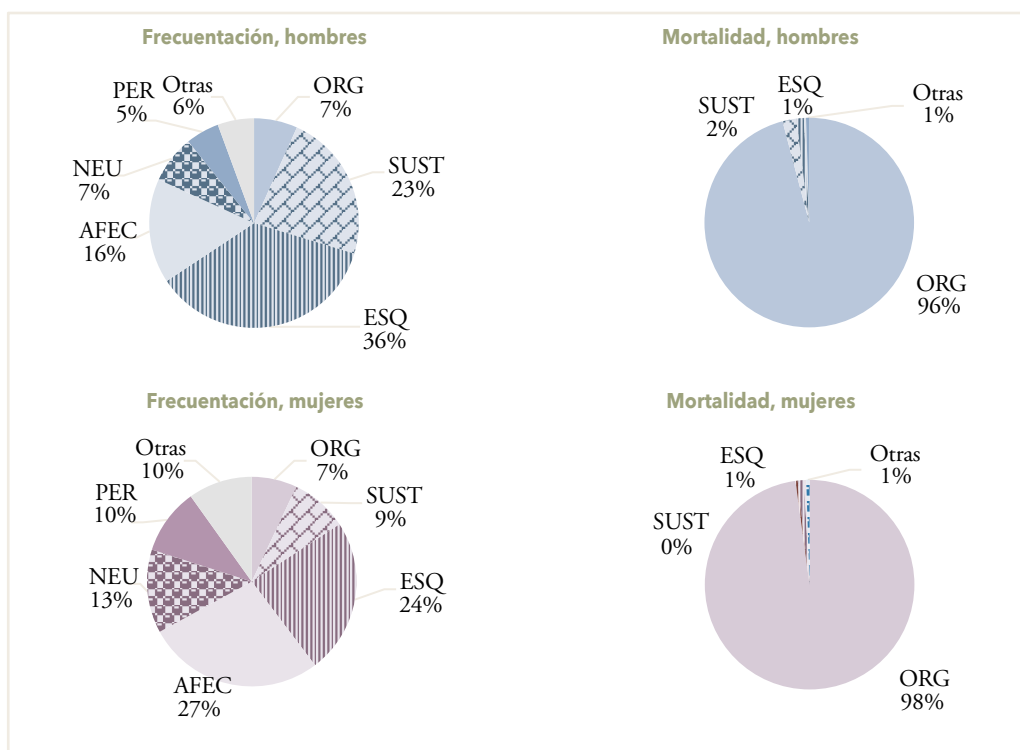 Frecuentación, hombres
PER
5%
Otras
6%
ORG
7%
SUST
23%
NEU
7%
AFEC
16%
ESQ
36%
Mortalidad, hombres
SUST
2%
ESQ
1%
Otras
1%
ORG
96%
Frecuentación, mujeres
Otras
10%
ORG
7%
PER
10%
SUST
9%
NEU
13%
ESQ
24%
AFEC
27%
Mortalidad, mujeres
ESQ
1%
Otras
1%
SUST
0%
ORG
98%